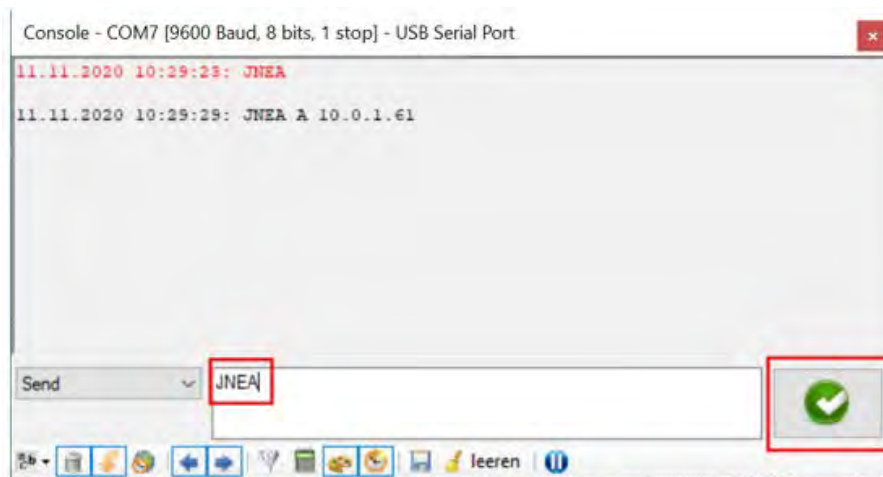 Console - COM7 [9600 Baud, 8 bits, 1 stop] - USB Serial Port
11.11.2020 10:29:28: JNEA
11.11.2020 10:29:29: JNEA A 10.0.1.61
Send
JNEA
leeren